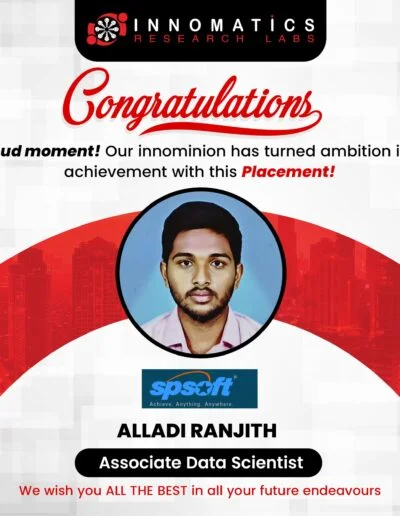 INNOMATICS
RESEARCH LABS
Congratulations
ud moment! Our innominion has turned ambition i
achievement with this Placement!
spsoft
Achieve. Anything. Anywhere.
ALLADI RANJITH
Associate Data Scientist
We wish you ALL THE BEST in all your future endeavours